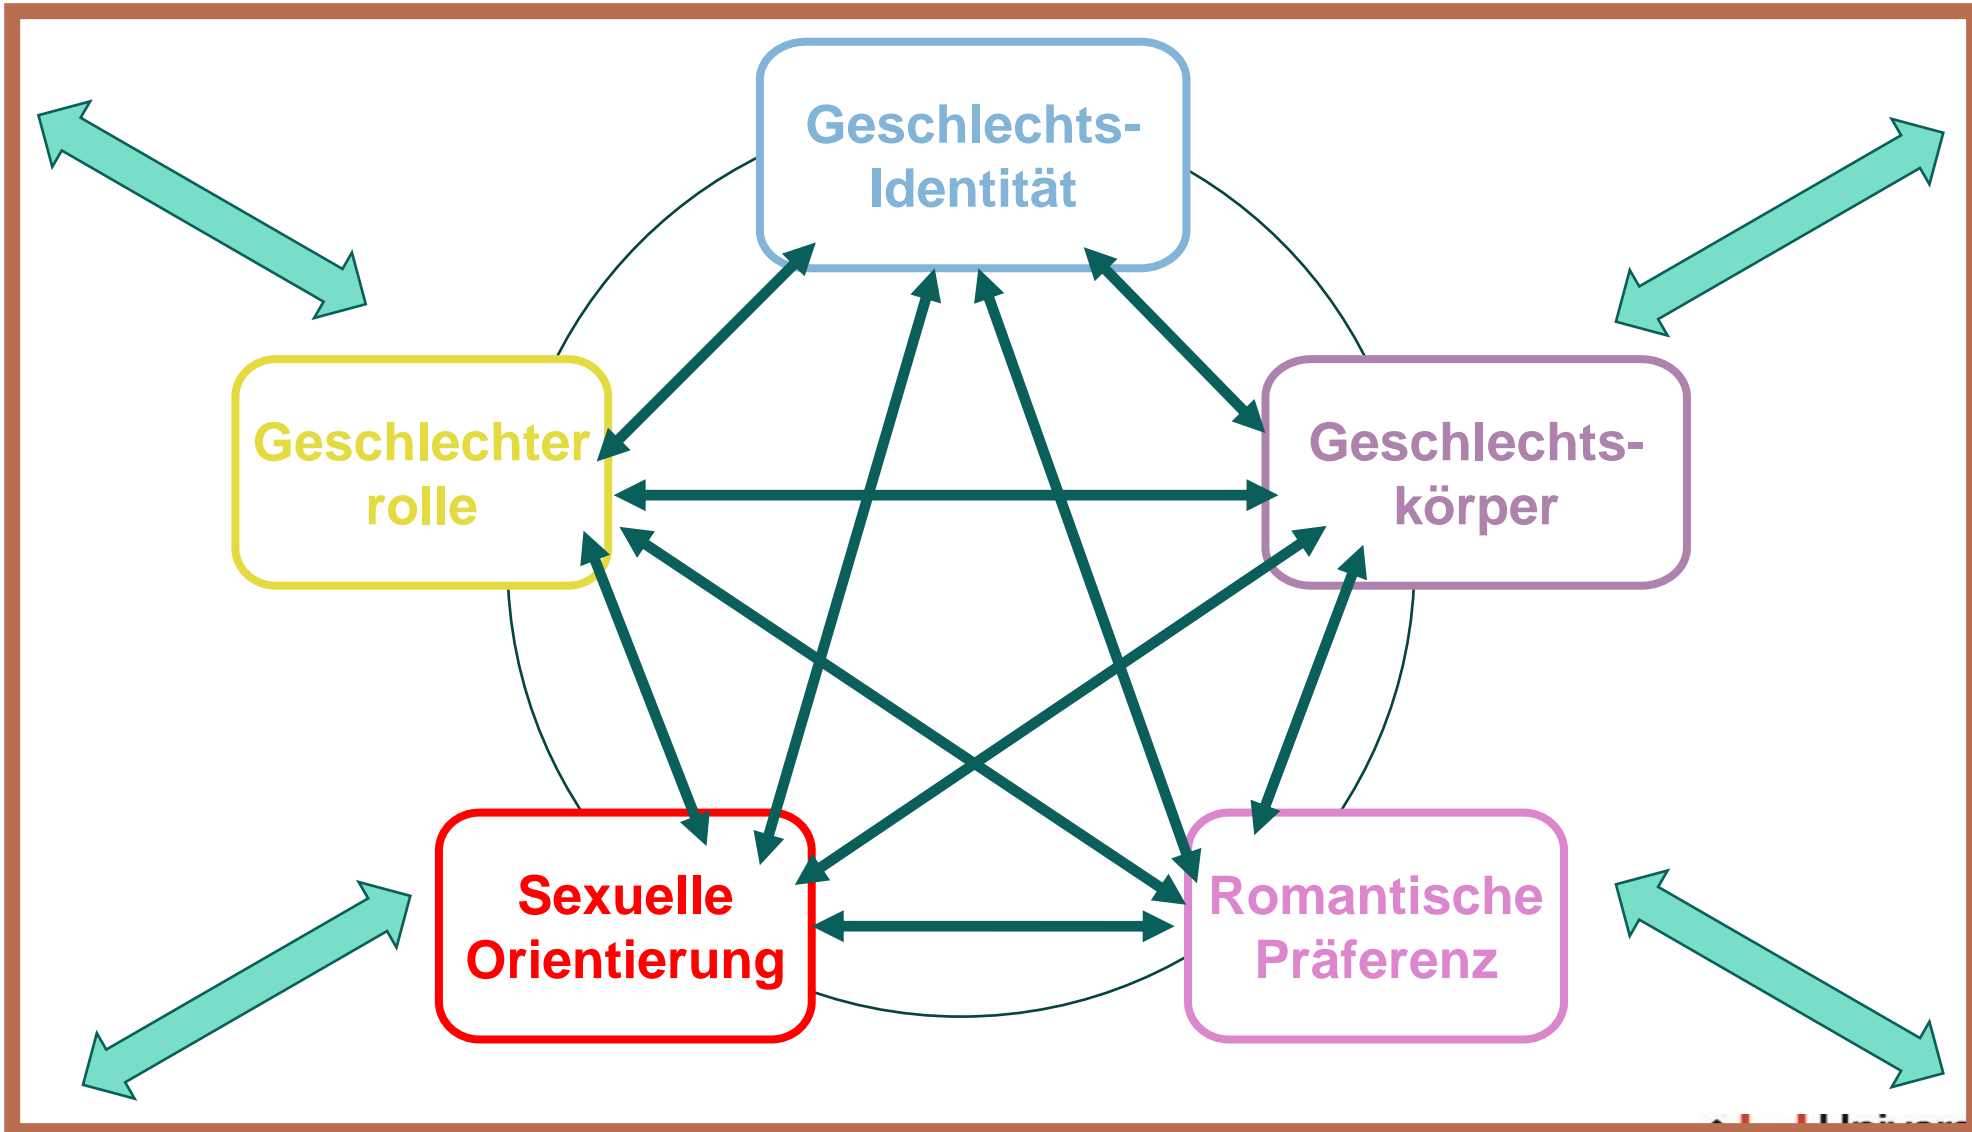 Geschlechts-
Identität
Geschlechter
rolle
Geschlechts-
körper
Sexuelle
Orientierung
Romantische
Präferenz